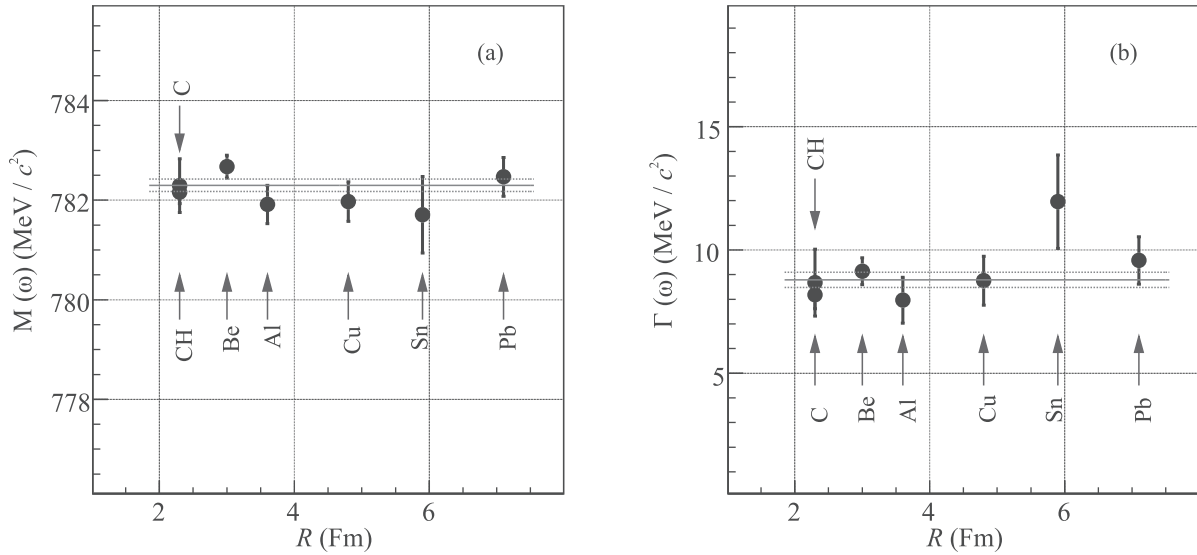 (a)
M (ω) (MeV / c²)
784
782
780
778
C
CH
Be
Al
Cu
Sn
Pb
2
4
6
R (Fm)
(b)
Γ (ω) (MeV / c²)
15
10
5
CH
C
Be
Al
Cu
Sn
Pb
2
4
6
R (Fm)